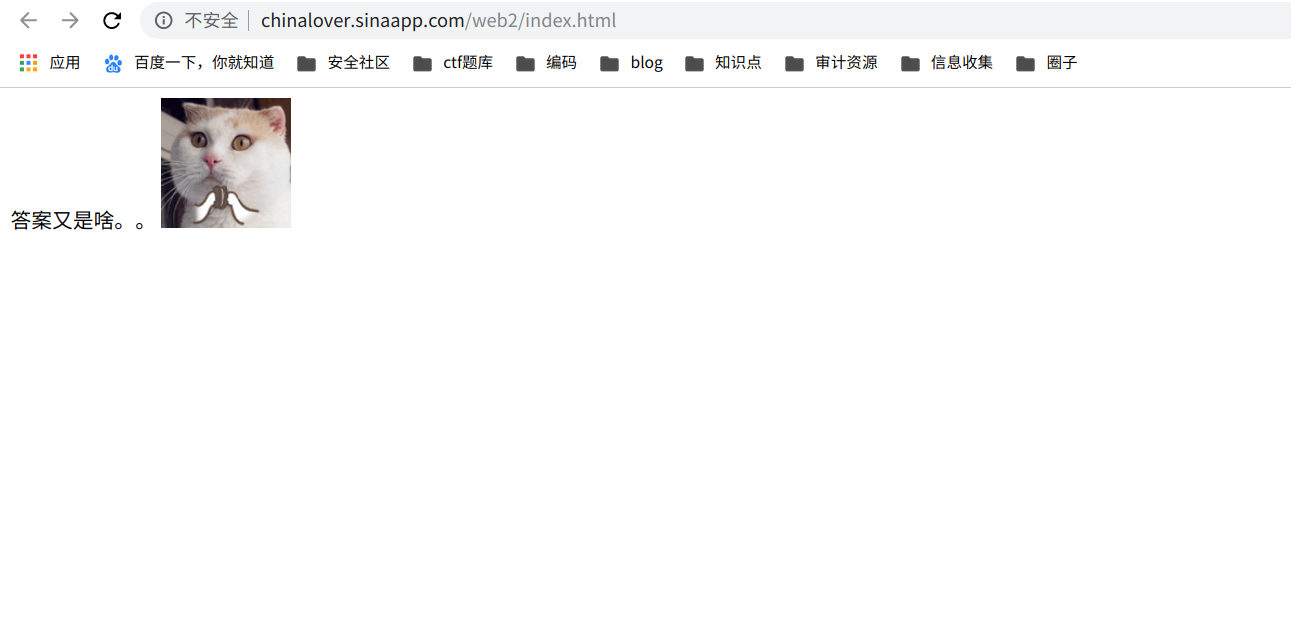 不安全 chinalover.sinaapp.com/web2/index.html
应用 百度一下，你就知道 安全社区 ctf题库 编码 blog 知识点 审计资源 信息收集 圈子
答案又是啥。。